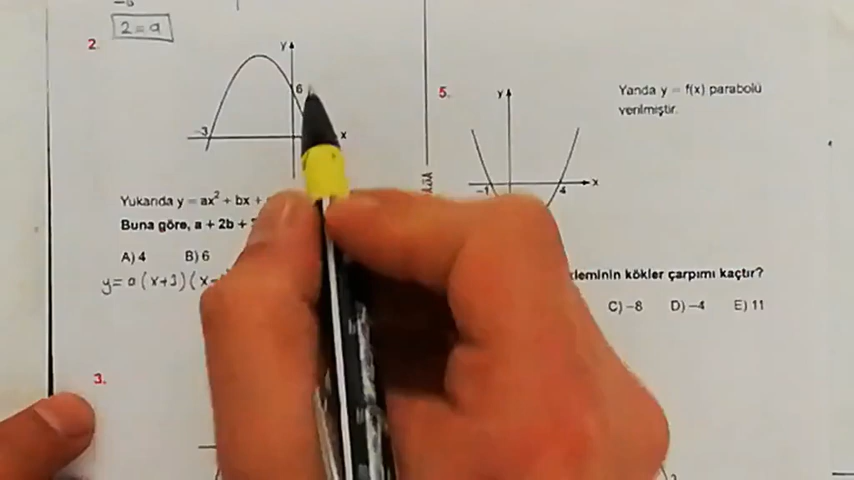 2 = a
2.
y
6
-3
x
Yukarıda y = ax² + bx +
Buna göre, a + 2b +
A) 4 B) 6
y = a (x+3) (x-
3.
5.
y
Yanda y = f(x) parabolü
verilmiştir.
-1
4
x
kleminin kökler çarpımı kaçtır?
C) -8 D) -4 E) 11